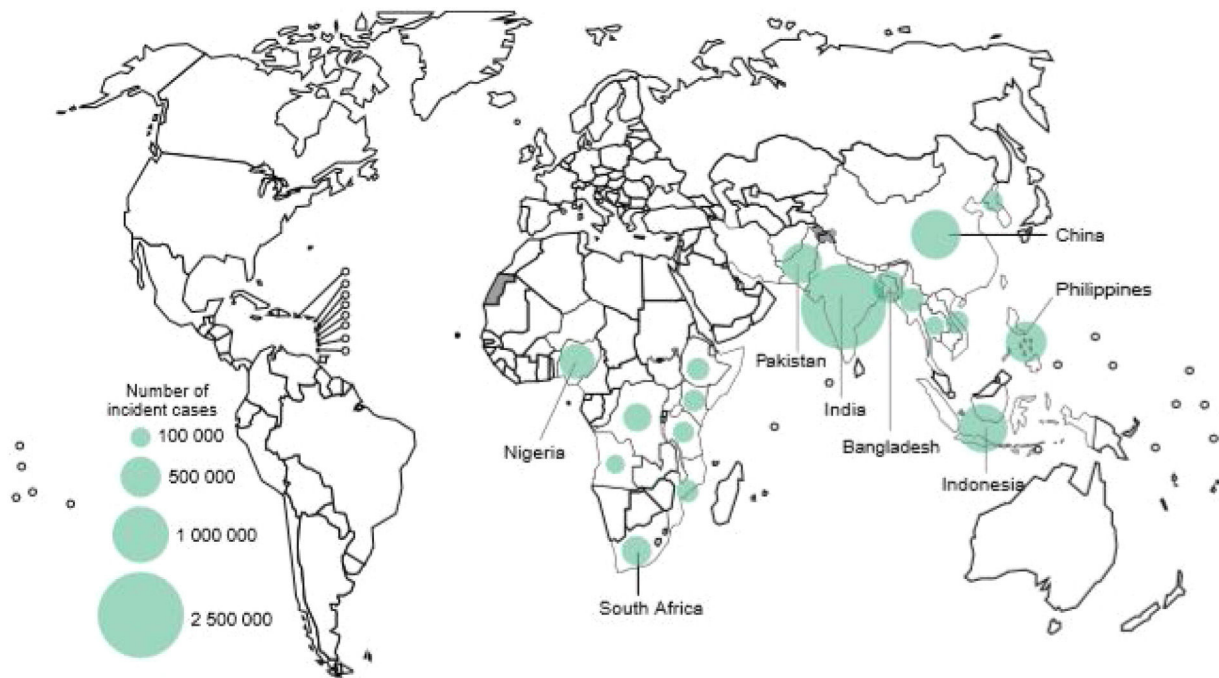 China
Philippines
Pakistan
India
Bangladesh
Nigeria
Indonesia
South Africa
Number of
incident cases
100 000
500 000
1 000 000
2 500 000